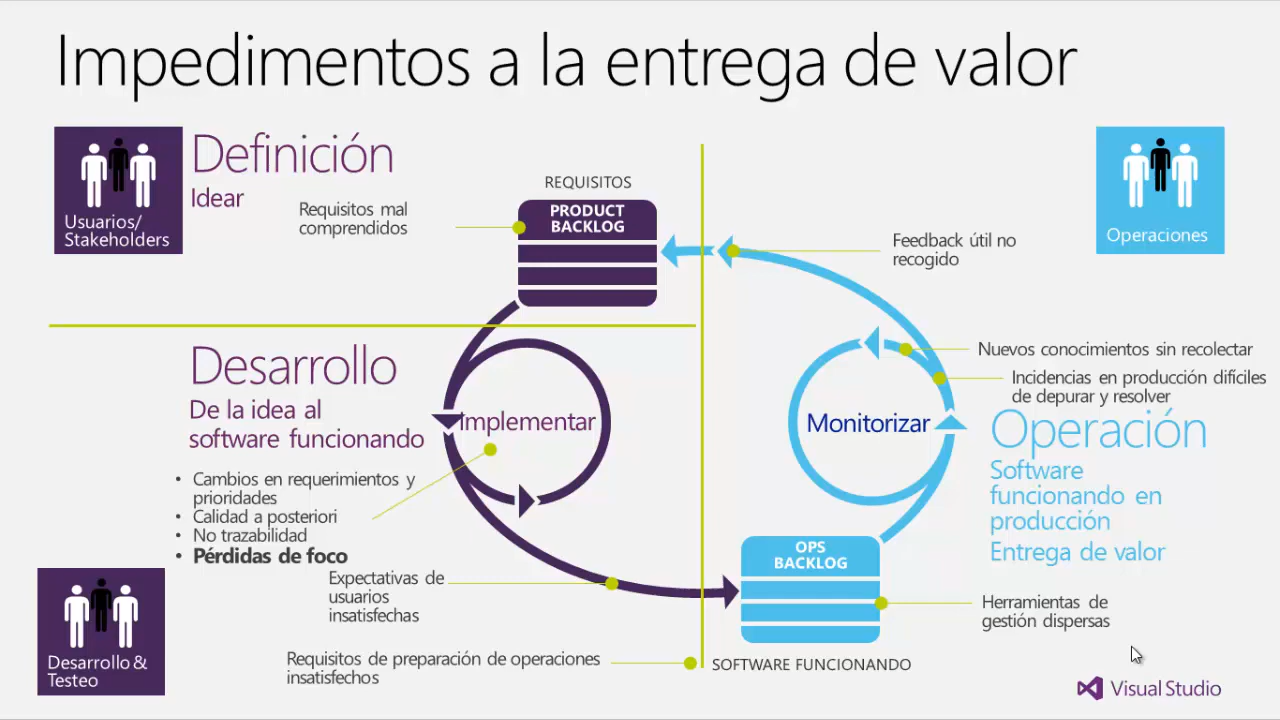 Impedimentos a la entrega de valor
Usuarios/
Stakeholders
Definición
Idear
Requisitos mal
comprendidos
REQUISITOS
PRODUCT
BACKLOG
Feedback útil no
recogido
Operaciones
Desarrollo
De la idea al
software funcionando
• Cambios en requerimientos y
prioridades
• Calidad a posteriori
• No trazabilidad
• Pérdidas de foco
Implementar
Monitorizar
Nuevos conocimientos sin recolectar
Incidencias en producción difíciles
de depurar y resolver
Operación
Software
funcionando en
producción
Entrega de valor
OPS
BACKLOG
Desarrollo &
Testeo
Expectativas de
usuarios
insatisfechas
Herramientas de
gestión dispersas
Requisitos de preparación de operaciones
insatisfechos
SOFTWARE FUNCIONANDO
Visual Studio